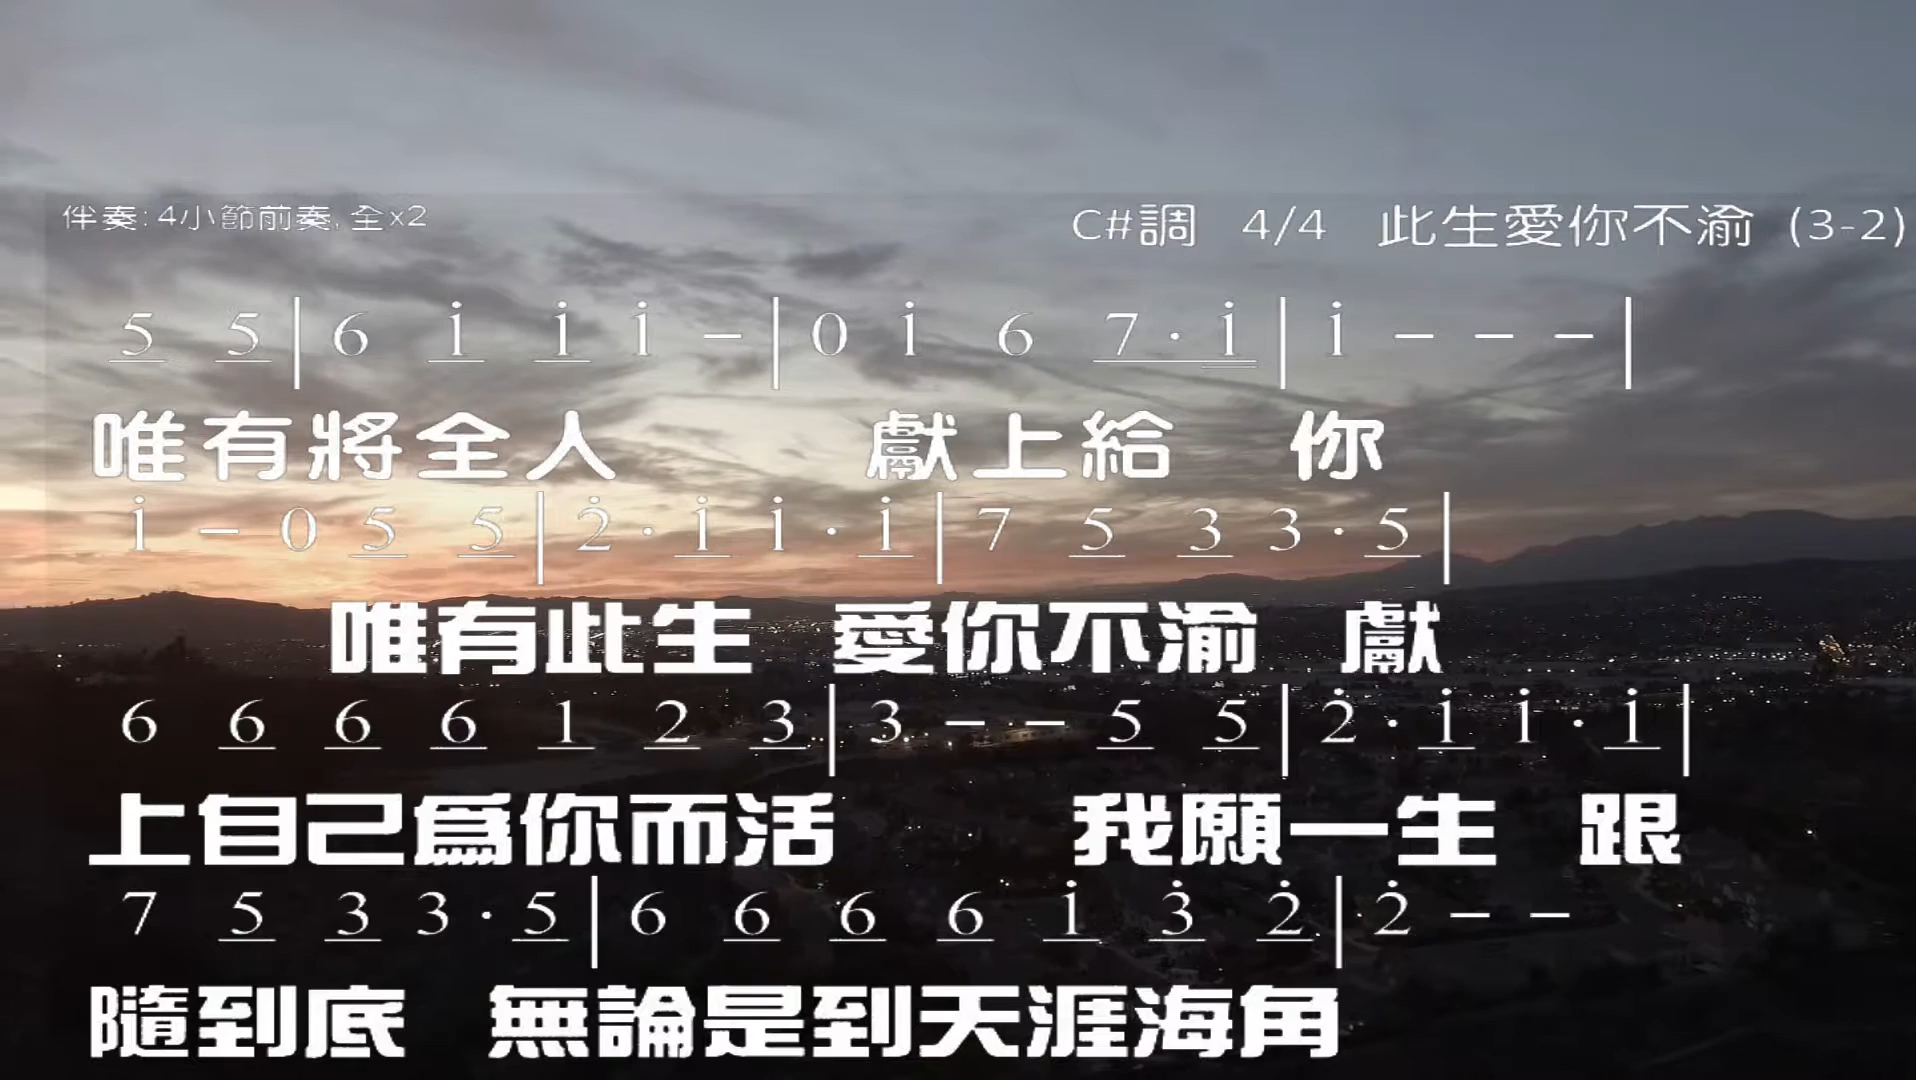 伴奏:4小節前奏,全x2
C#調 4/4 此生愛你不渝 (3-2)
5 5 | 6 i i i – | 0 i 6 7 · i | i – – – |
唯有將全人 獻上給 你
i – 0 5 5 | 2̇ · i i · i | 7 5 3 3 · 5 |
唯有此生 愛你不渝 獻
6 6 6 6 1 2 3 | 3 – – 5 5 | 2̇ · i i · i |
上自己為你而活 我願一生 跟
7 5 3 3 · 5 | 6 6 6 6 i 3̇ 2̇ | 2̇ – –
隨到底 無論是到天涯海角